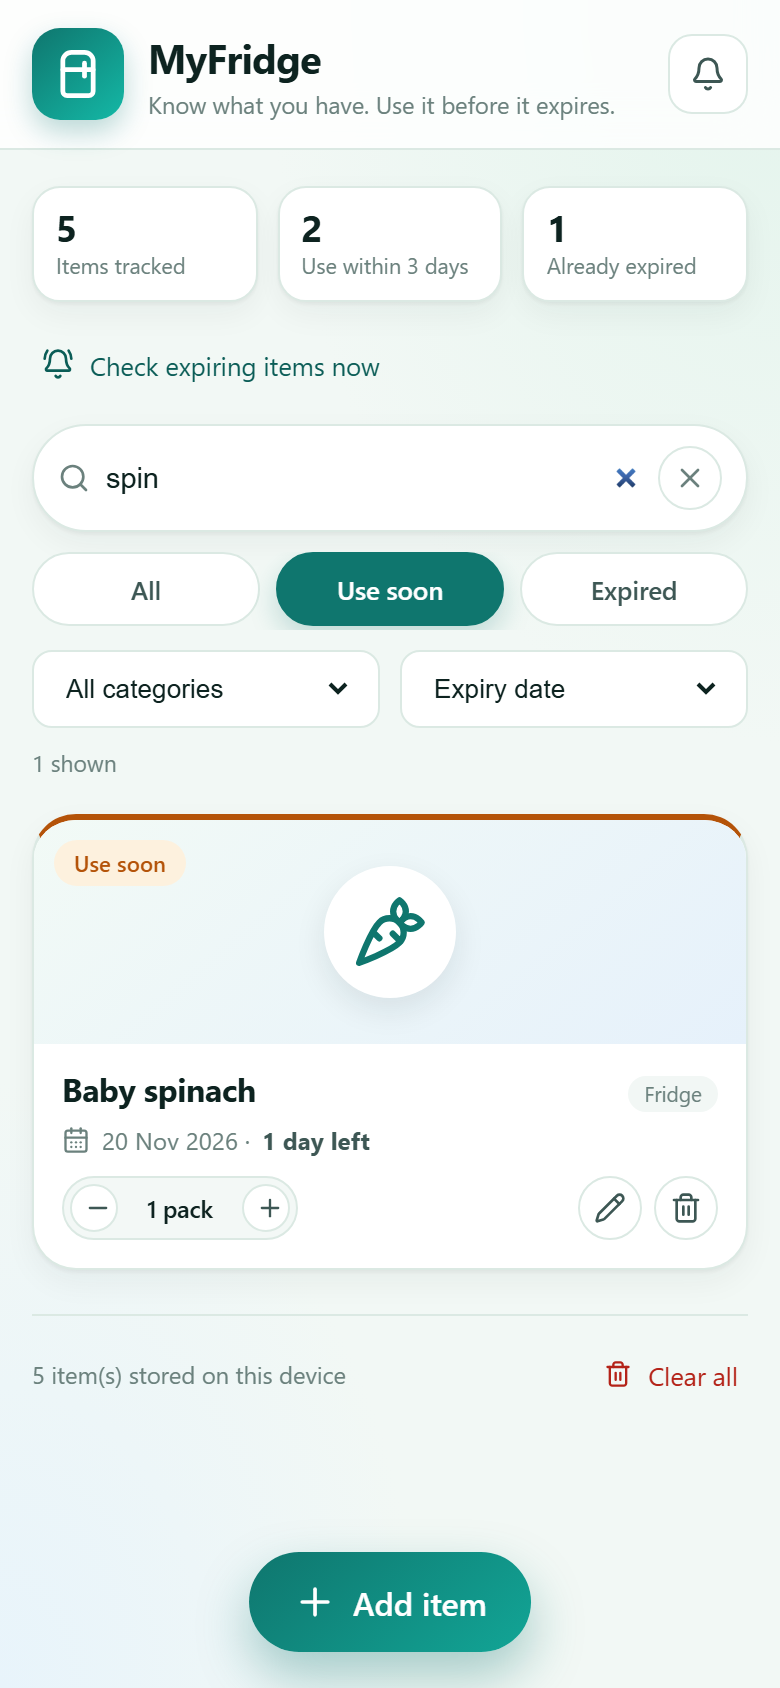 MyFridge
Know what you have. Use it before it expires.
5
Items tracked
2
Use within 3 days
1
Already expired
Check expiring items now
spin
All
Use soon
Expired
All categories
Expiry date
1 shown
Use soon
Baby spinach
Fridge
20 Nov 2026 · 1 day left
1 pack
5 item(s) stored on this device
Clear all
Add item